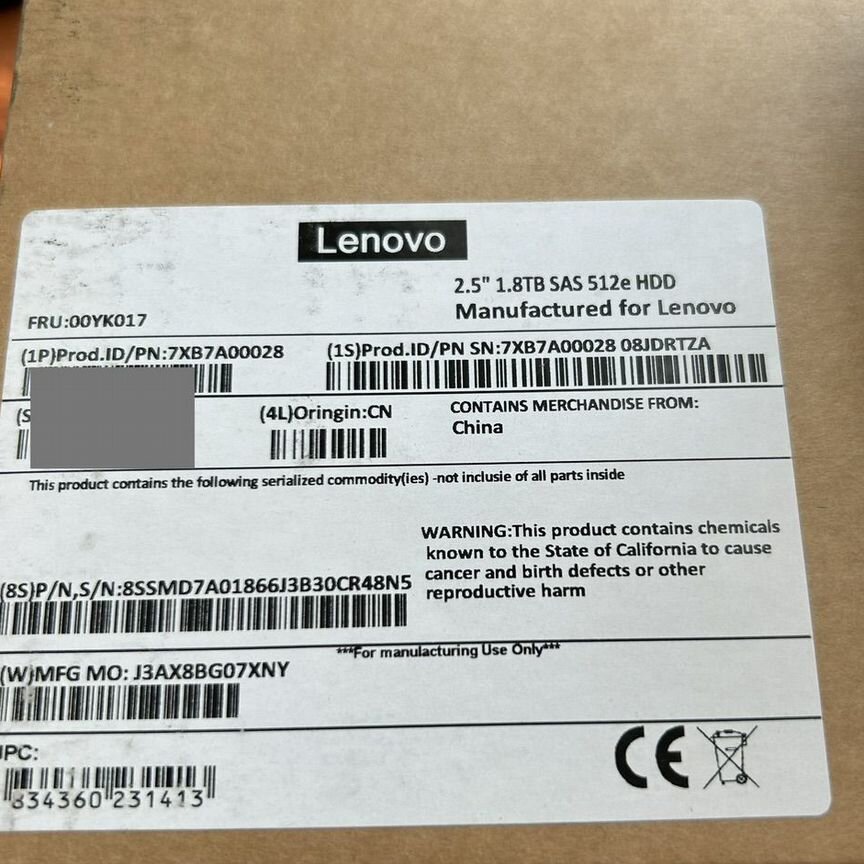 Lenovo
2.5" 1.8TB SAS 512e HDD
Manufactured for Lenovo
FRU:00YK017
(1P)Prod.ID/PN:7XB7A00028
(1S)Prod.ID/PN SN:7XB7A00028 08JDRTZA
(S
(4L)Oringin:CN
CONTAINS MERCHANDISE FROM:
China
This product contains the following serialized commodity(ies) -not inclusie of all parts inside
WARNING:This product contains chemicals
known to the State of California to cause
cancer and birth defects or other
reproductive harm
(8S)P/N,S/N:8SSMD7A01866J3B30CR48N5
***For manulacturing Use Only***
(W)MFG MO: J3AX8BG07XNY
IPC:
834360 231413
CE